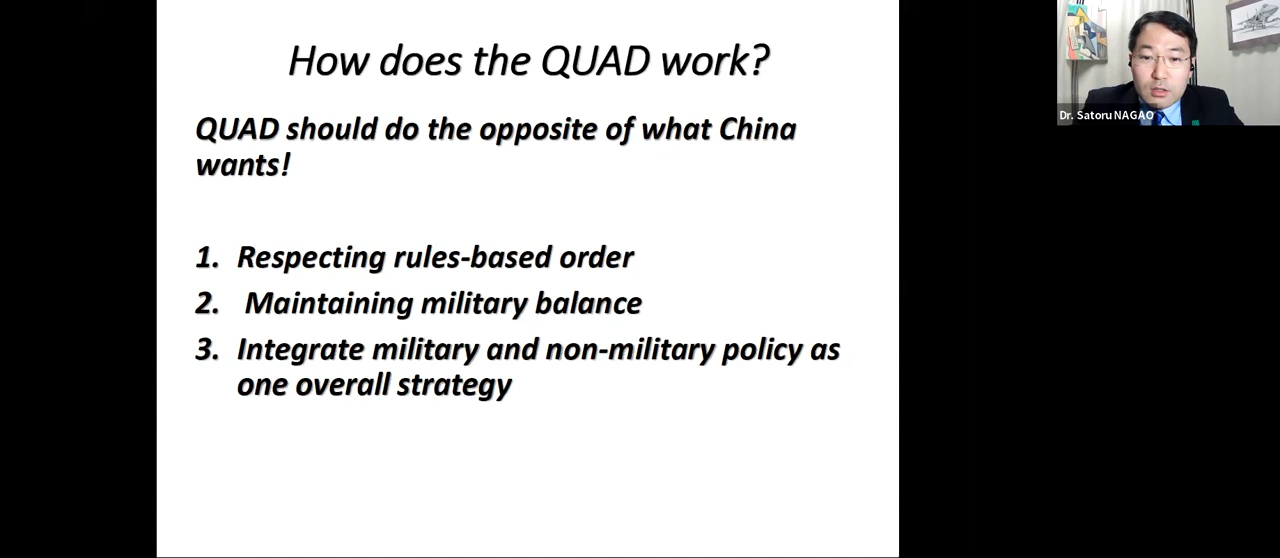 How does the QUAD work?
QUAD should do the opposite of what China
wants!
1. Respecting rules-based order
2. Maintaining military balance
3. Integrate military and non-military policy as
one overall strategy
Dr. Satoru NAGAO